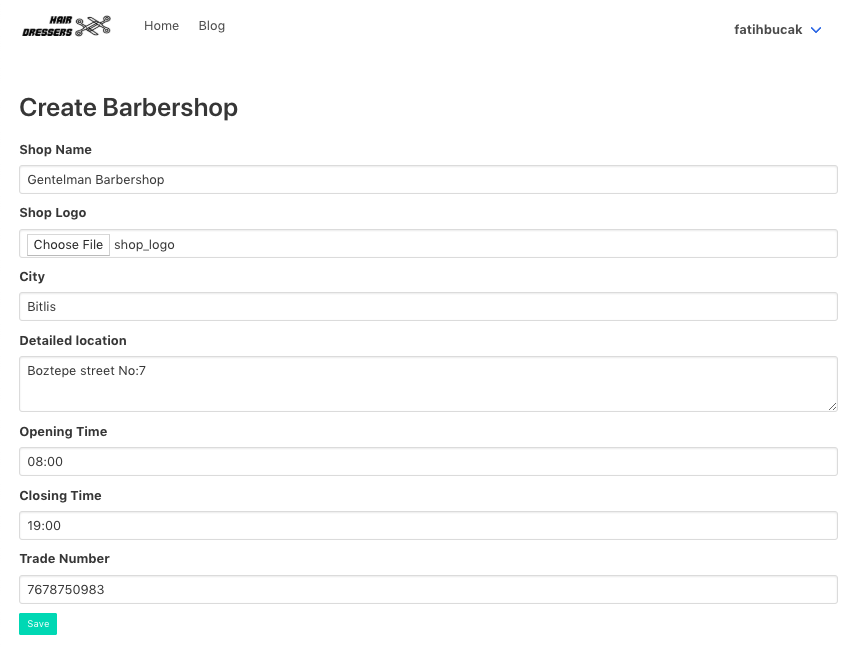 HAIR
DRESSERS
Home Blog
fatihbucak
Create Barbershop
Shop Name
Gentelman Barbershop
Shop Logo
Choose File shop_logo
City
Bitlis
Detailed location
Boztepe street No:7
Opening Time
08:00
Closing Time
19:00
Trade Number
7678750983
Save